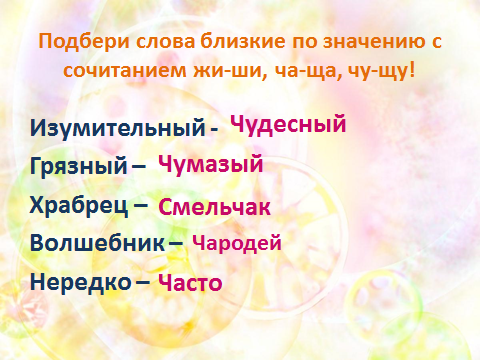 Подбери слова близкие по значению с
сочитанием жи-ши, ча-ща, чу-щу!
Изумительный - Чудесный
Грязный – Чумазый
Храбрец – Смельчак
Волшебник – Чародей
Нередко – Часто